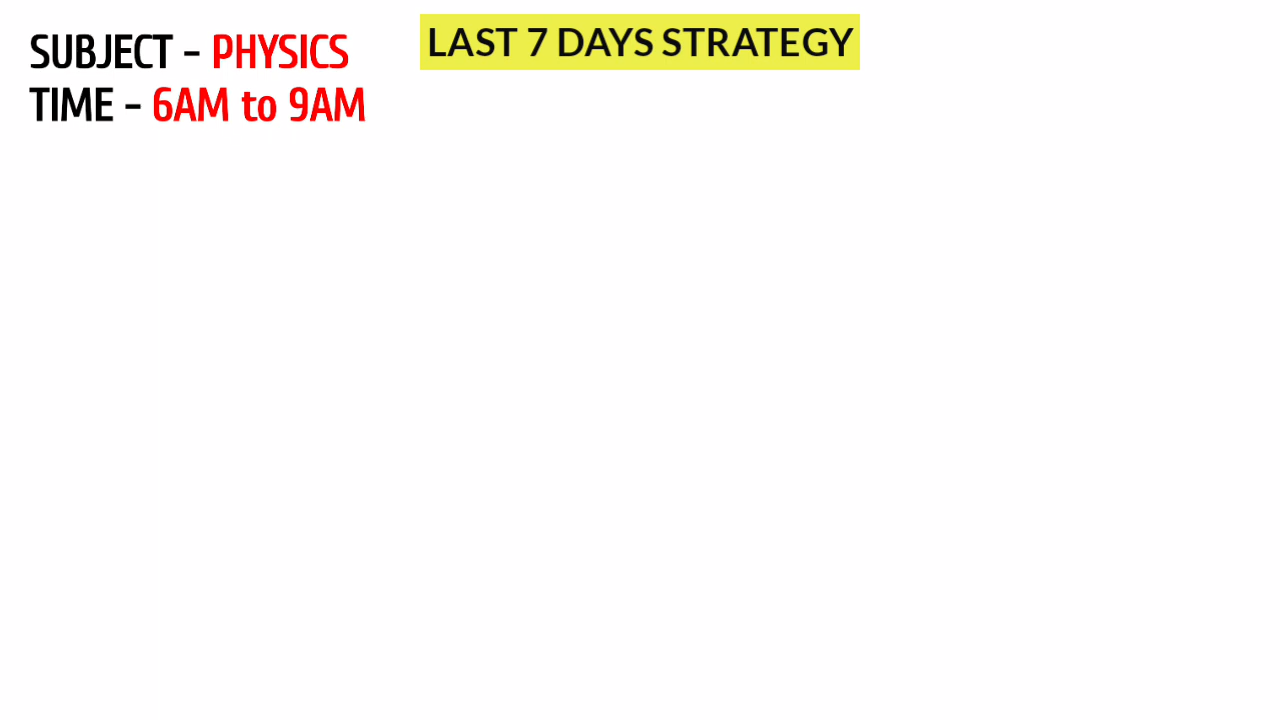 LAST 7 DAYS STRATEGY
SUBJECT - PHYSICS
TIME - 6AM to 9AM